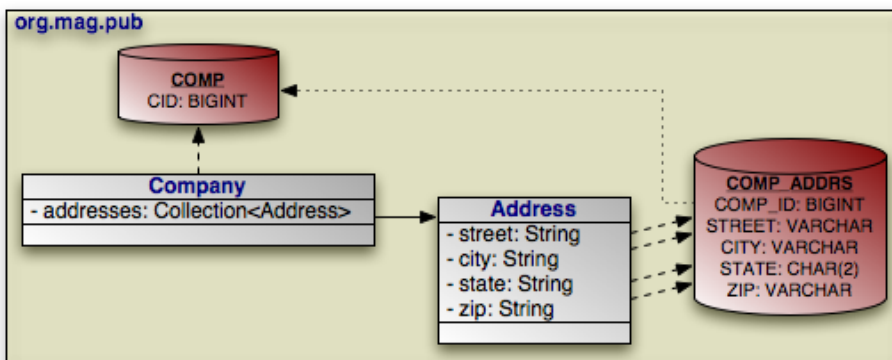 org.mag.pub
COMP
CID: BIGINT
Company
- addresses: Collection<Address>
Address
- street: String
- city: String
- state: String
- zip: String
COMP_ADDRS
COMP_ID: BIGINT
STREET: VARCHAR
CITY: VARCHAR
STATE: CHAR(2)
ZIP: VARCHAR